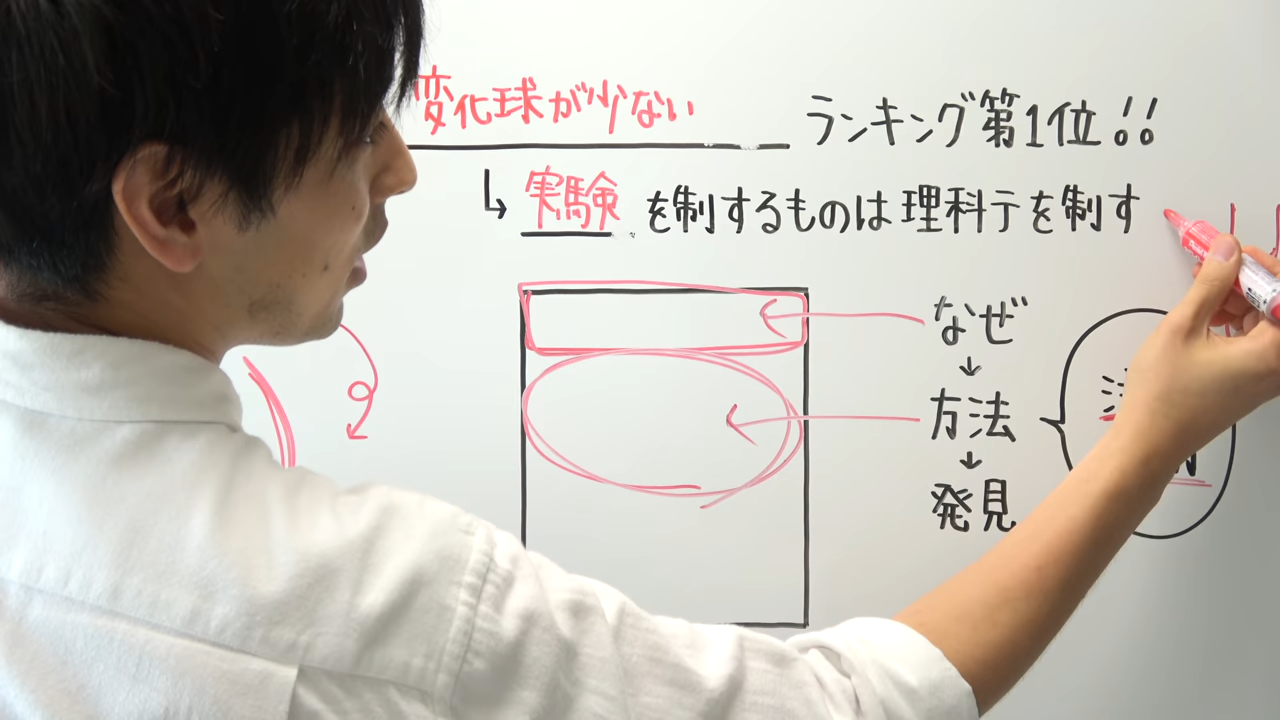 変化球が少ない ランキング第1位!!
実験を制するものは理科テを制す
なぜ
方法
発見